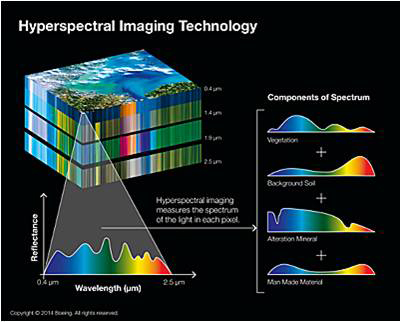 Hyperspectral Imaging Technology
0.4 µm
1.4 µm
1.9 µm
2.5 µm
Components of Spectrum
Vegetation
+
Background Soil
+
Alteration Mineral
+
Man Made Material
Hyperspectral imaging
measures the spectrum
of the light in each pixel.
Reflectance
0.4 µm
2.5 µm
Wavelength (µm)
Copyright © 2014 Boeing. All rights reserved.